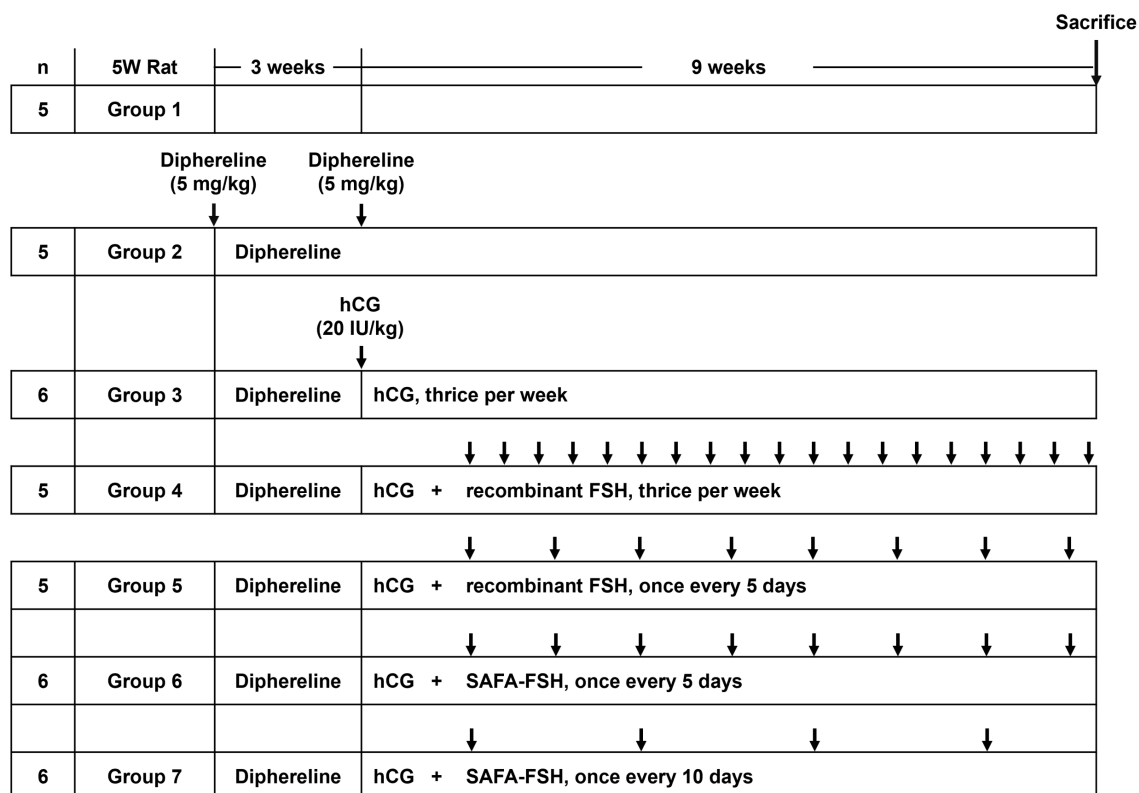 Sacrifice
n 5W Rat 3 weeks 9 weeks
5 Group 1
Diphereline Diphereline
(5 mg/kg) (5 mg/kg)
5 Group 2 Diphereline
hCG
(20 IU/kg)
6 Group 3 Diphereline hCG, thrice per week
5 Group 4 Diphereline hCG + recombinant FSH, thrice per week
5 Group 5 Diphereline hCG + recombinant FSH, once every 5 days
6 Group 6 Diphereline hCG + SAFA-FSH, once every 5 days
6 Group 7 Diphereline hCG + SAFA-FSH, once every 10 days